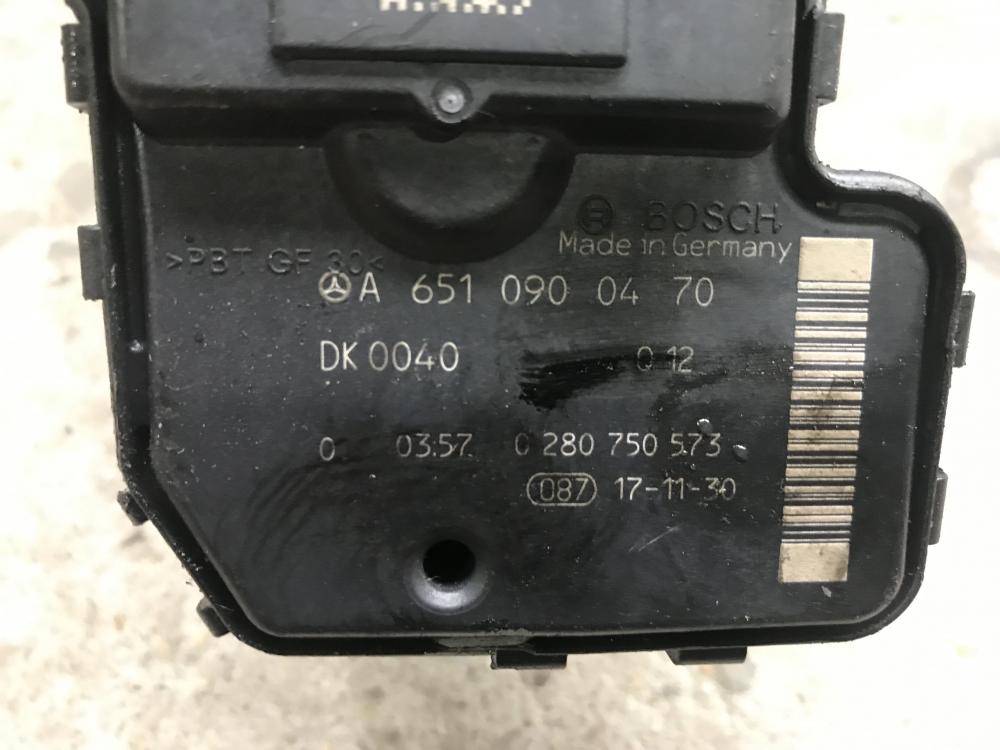 BOSCH
Made in Germany
>PBT GF 30<
A 651 090 04 70
DK 0040 Q 12
0 03.57 0 280 750 573
087 17-11-30